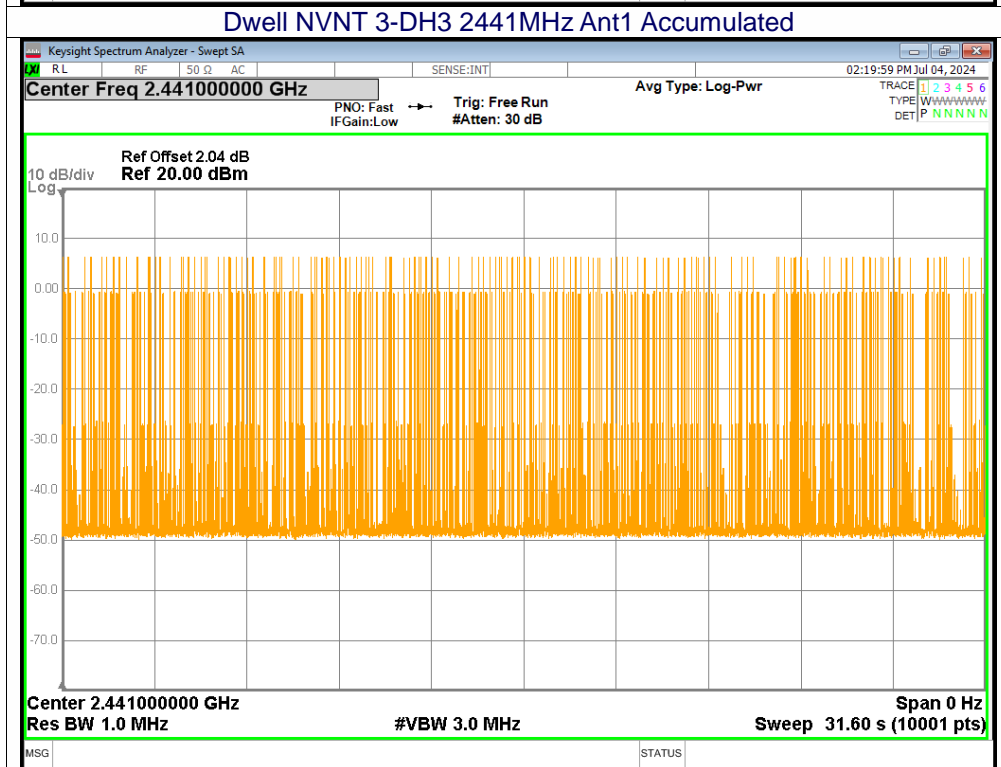 Dwell NVNT 3-DH3 2441MHz Ant1 Accumulated
Keysight Spectrum Analyzer - Swept SA
LXI RL RF 50 Ω AC SENSE:INT 02:19:59 PM Jul 04, 2024
Center Freq 2.441000000 GHz Avg Type: Log-Pwr TRACE 1 2 3 4 5 6
PNO: Fast Trig: Free Run TYPE WWWWWWW
IFGain:Low #Atten: 30 dB DET P N N N N N
Ref Offset 2.04 dB
10 dB/div Ref 20.00 dBm
Log
10.0
0.00
-10.0
-20.0
-30.0
-40.0
-50.0
-60.0
-70.0
Center 2.441000000 GHz Span 0 Hz
Res BW 1.0 MHz #VBW 3.0 MHz Sweep 31.60 s (10001 pts)
MSG STATUS